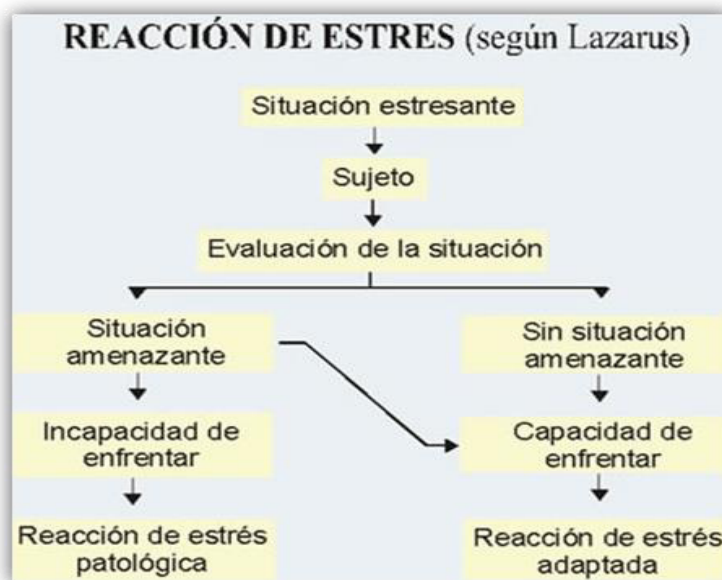 REACCIÓN DE ESTRES (según Lazarus)
Situación estresante
Sujeto
Evaluación de la situación
Situación
amenazante
Sin situación
amenazante
Incapacidad de
enfrentar
Capacidad de
enfrentar
Reacción de estrés
patológica
Reacción de estrés
adaptada